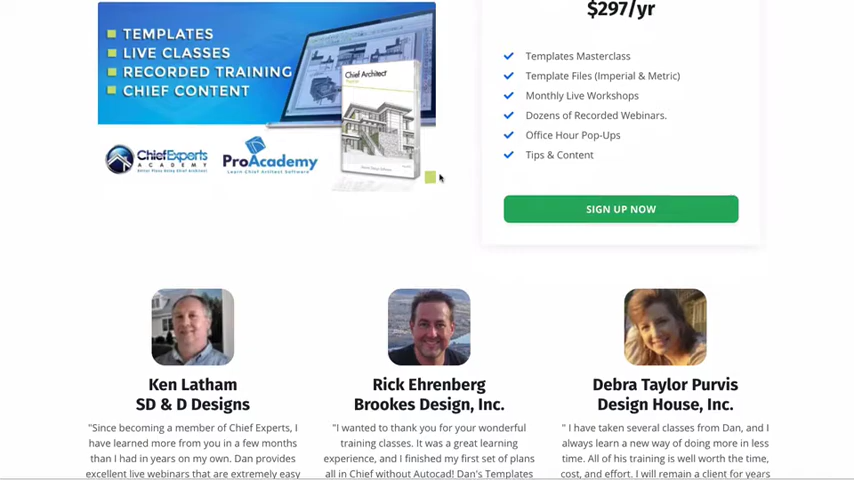 TEMPLATES
LIVE CLASSES
RECORDED TRAINING
CHIEF CONTENT
Chief Architect
ChiefExperts
ACADEMY
ProAcademy
Learn Chief Architect Software
$297/yr
Templates Masterclass
Template Files (Imperial & Metric)
Monthly Live Workshops
Dozens of Recorded Webinars.
Office Hour Pop-Ups
Tips & Content
SIGN UP NOW
Ken Latham
SD & D Designs
"Since becoming a member of Chief Experts, I
have learned more from you in a few months
than I had in years on my own. Dan provides
excellent live webinars that are extremely easy
Rick Ehrenberg
Brookes Design, Inc.
"I wanted to thank you for your wonderful
training classes. It was a great learning
experience, and I finished my first set of plans
all in Chief without Autocad! Dan's Templates
Debra Taylor Purvis
Design House, Inc.
" I have taken several classes from Dan, and I
always learn a new way of doing more in less
time. All of his training is well worth the time,
cost, and effort. I will remain a client for years